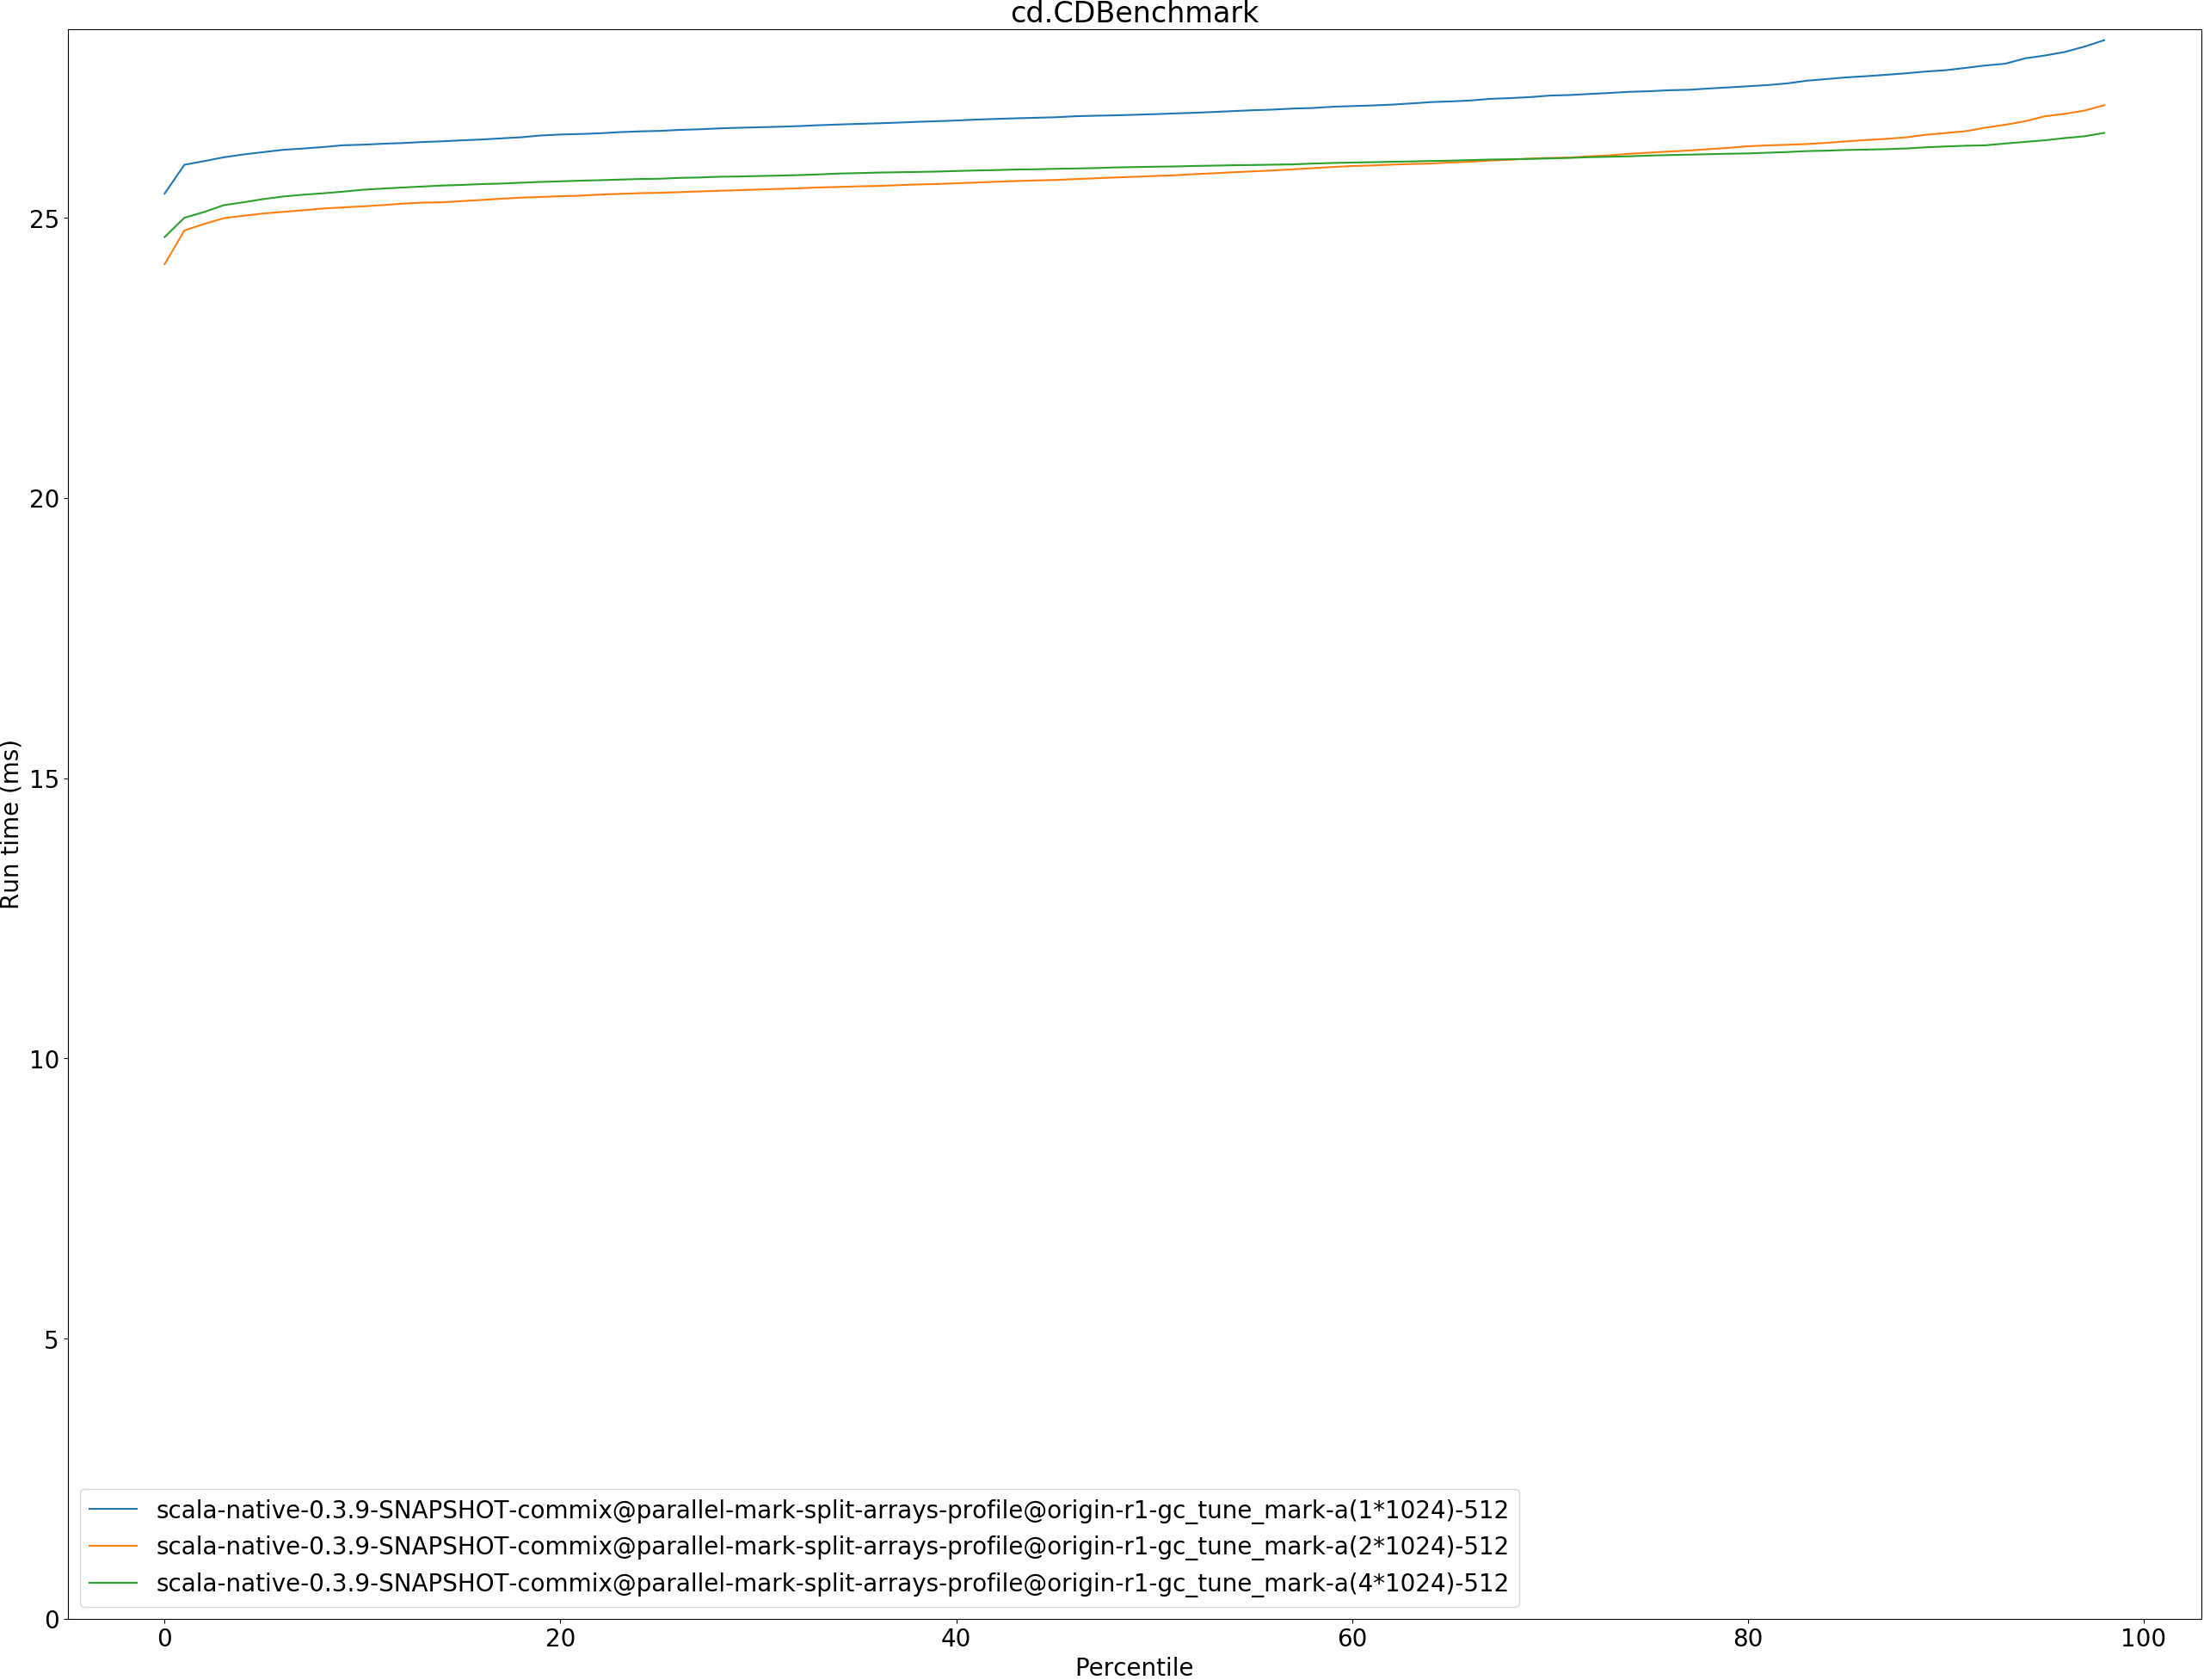 cd.CDBenchmark
Run time (ms)
25
20
15
10
5
0
scala-native-0.3.9-SNAPSHOT-commix@parallel-mark-split-arrays-profile@origin-r1-gc_tune_mark-a(1*1024)-512
scala-native-0.3.9-SNAPSHOT-commix@parallel-mark-split-arrays-profile@origin-r1-gc_tune_mark-a(2*1024)-512
scala-native-0.3.9-SNAPSHOT-commix@parallel-mark-split-arrays-profile@origin-r1-gc_tune_mark-a(4*1024)-512
0 20 40 60 80 100
Percentile